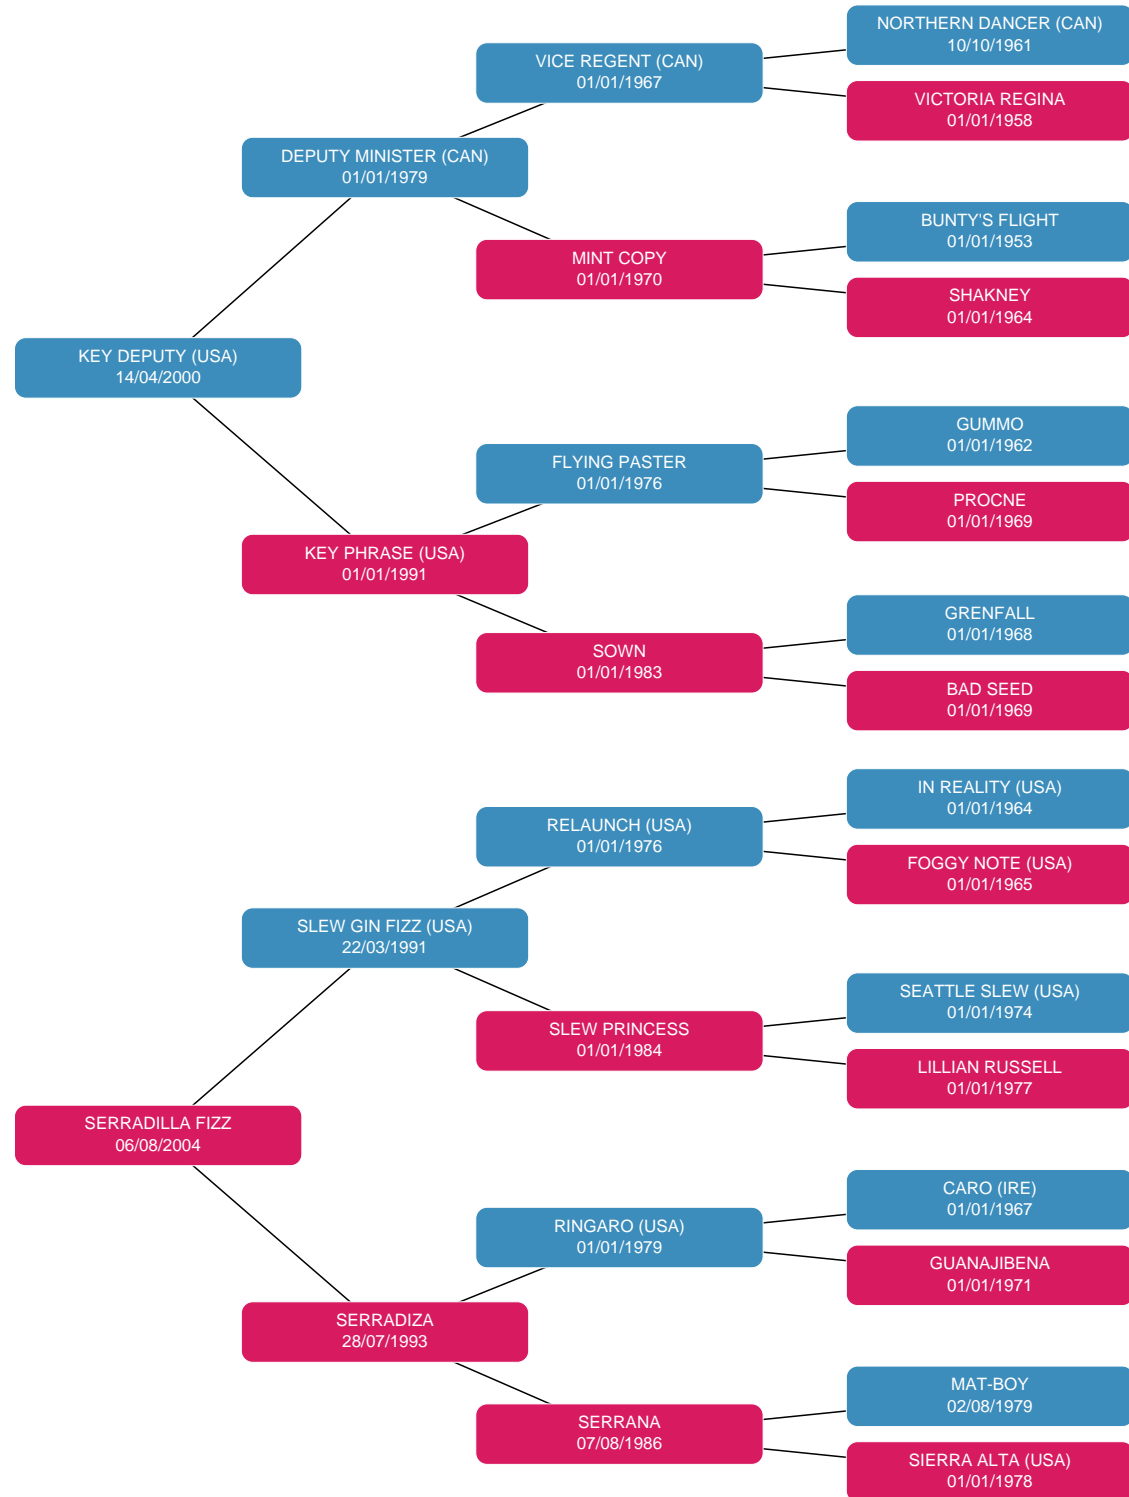 NORTHERN DANCER (CAN)
10/10/1961
VICE REGENT (CAN)
01/01/1967
VICTORIA REGINA
01/01/1958
DEPUTY MINISTER (CAN)
01/01/1979
BUNTY'S FLIGHT
01/01/1953
MINT COPY
01/01/1970
SHAKNEY
01/01/1964
KEY DEPUTY (USA)
14/04/2000
GUMMO
01/01/1962
FLYING PASTER
01/01/1976
PROCNE
01/01/1969
KEY PHRASE (USA)
01/01/1991
GRENFALL
01/01/1968
SOWN
01/01/1983
BAD SEED
01/01/1969
IN REALITY (USA)
01/01/1964
RELAUNCH (USA)
01/01/1976
FOGGY NOTE (USA)
01/01/1965
SLEW GIN FIZZ (USA)
22/03/1991
SEATTLE SLEW (USA)
01/01/1974
SLEW PRINCESS
01/01/1984
LILLIAN RUSSELL
01/01/1977
SERRADILLA FIZZ
06/08/2004
CARO (IRE)
01/01/1967
RINGARO (USA)
01/01/1979
GUANAJIBENA
01/01/1971
SERRADIZA
28/07/1993
MAT-BOY
02/08/1979
SERRANA
07/08/1986
SIERRA ALTA (USA)
01/01/1978